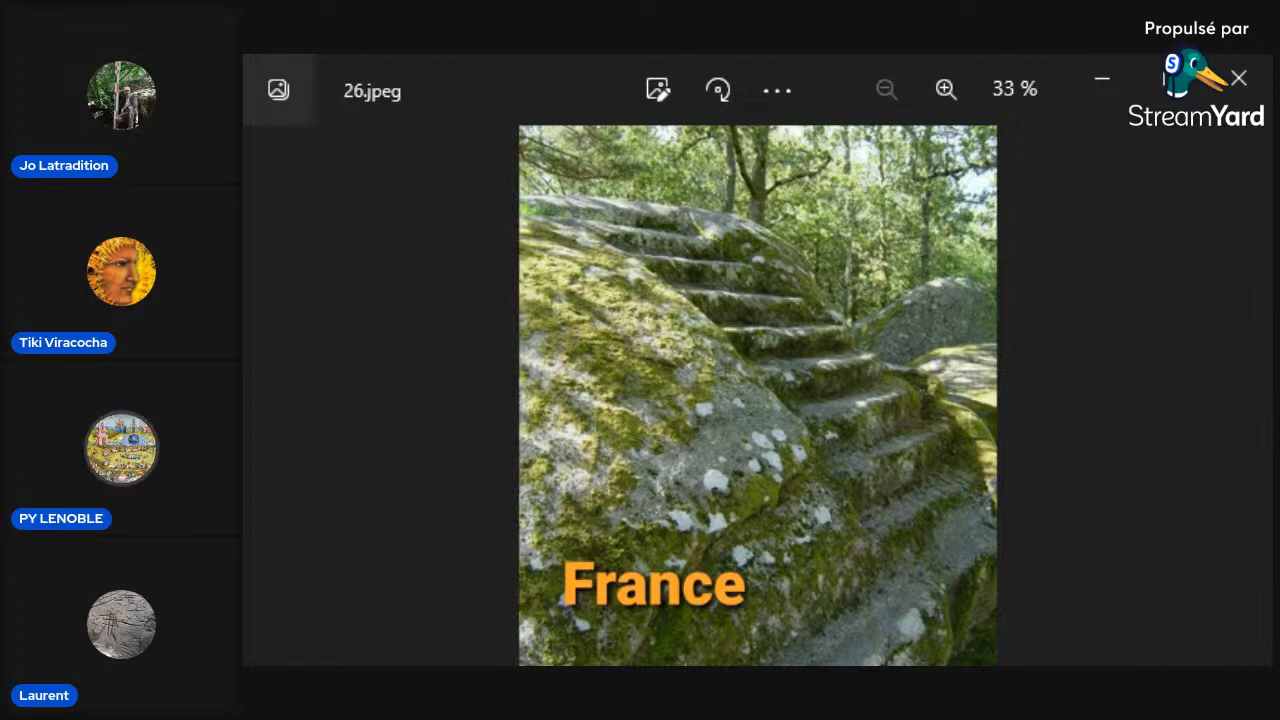 Propulsé par
StreamYard
26.jpeg
33 %
Jo Latradition
Tiki Viracocha
PY LENOBLE
Laurent
France